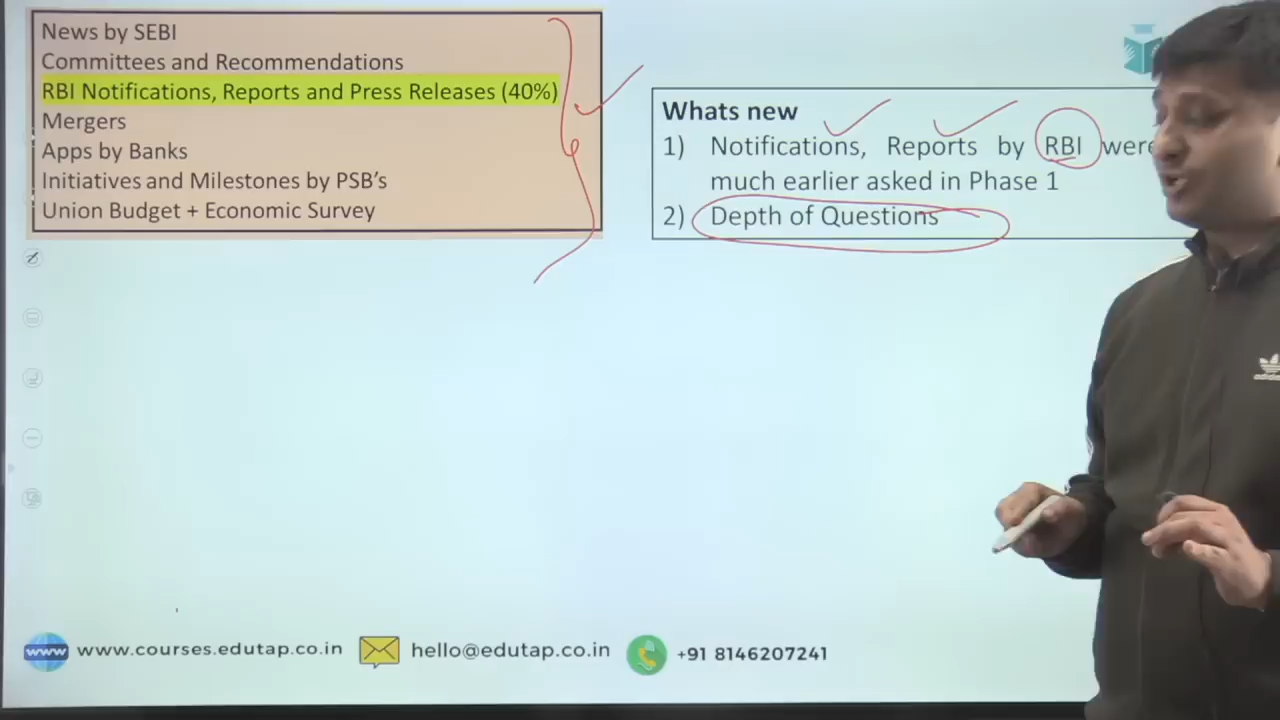 News by SEBI
Committees and Recommendations
RBI Notifications, Reports and Press Releases (40%)
Mergers
Apps by Banks
Initiatives and Milestones by PSB's
Union Budget + Economic Survey
Whats new
1) Notifications, Reports by RBI were
much earlier asked in Phase 1
2) Depth of Questions
www www.courses.edutap.co.in hello@edutap.co.in +91 8146207241
adidas